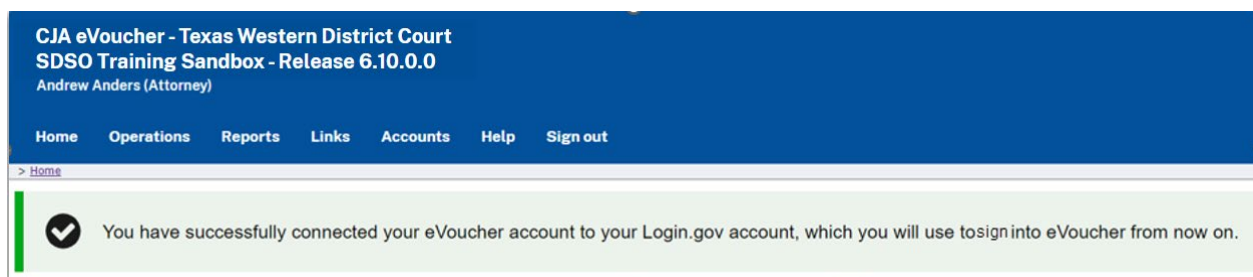 CJA eVoucher - Texas Western District Court
SDSO Training Sandbox - Release 6.10.0.0
Andrew Anders (Attorney)
Home Operations Reports Links Accounts Help Sign out
> Home
You have successfully connected your eVoucher account to your Login.gov account, which you will use tosign into eVoucher from now on.